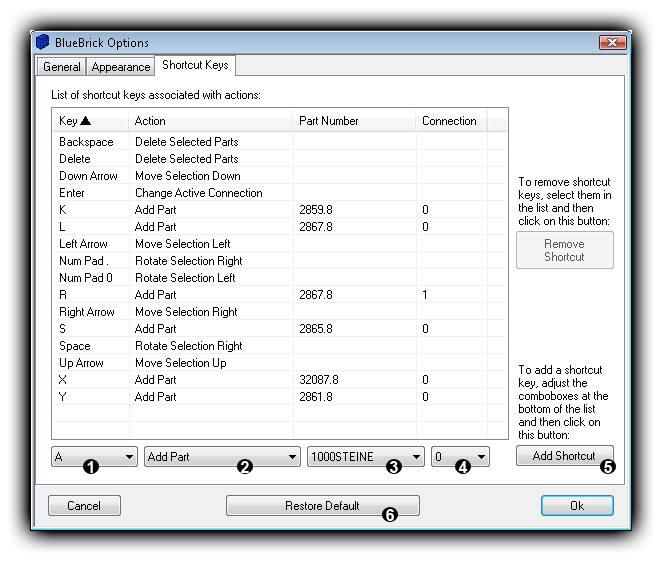 BlueBrick Options
General Appearance Shortcut Keys
List of shortcut keys associated with actions:
Key Action Part Number Connection
Backspace Delete Selected Parts
Delete Delete Selected Parts
Down Arrow Move Selection Down
Enter Change Active Connection
K Add Part 2859.8 0
L Add Part 2867.8 0
Left Arrow Move Selection Left
Num Pad . Rotate Selection Right
Num Pad 0 Rotate Selection Left
R Add Part 2867.8 1
Right Arrow Move Selection Right
S Add Part 2865.8 0
Space Rotate Selection Right
Up Arrow Move Selection Up
X Add Part 32087.8 0
Y Add Part 2861.8 0
To remove shortcut
keys, select them in
the list and then
click on this button:
Remove
Shortcut
To add a shortcut
key, adjust the
comboboxes at the
bottom of the list
and then click on
this button:
A 1 Add Part 2 1000STEINE 3 0 4 Add Shortcut 5
Cancel Restore Default 6 Ok